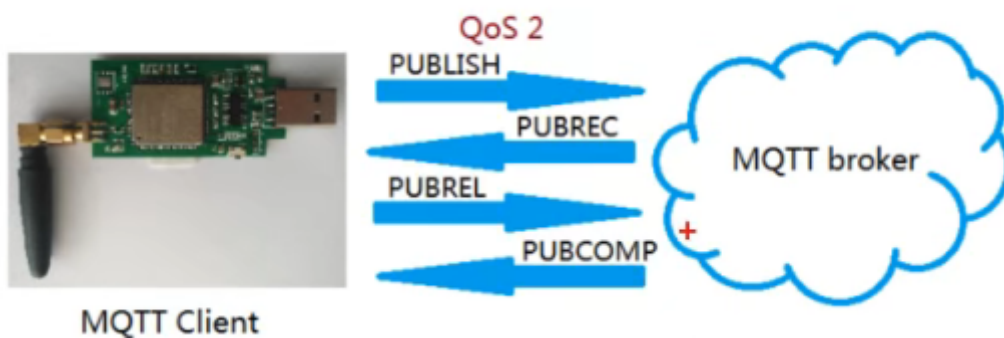 QoS 2
PUBLISH
PUBREC
MQTT broker
PUBREL
+
PUBCOMP
MQTT Client